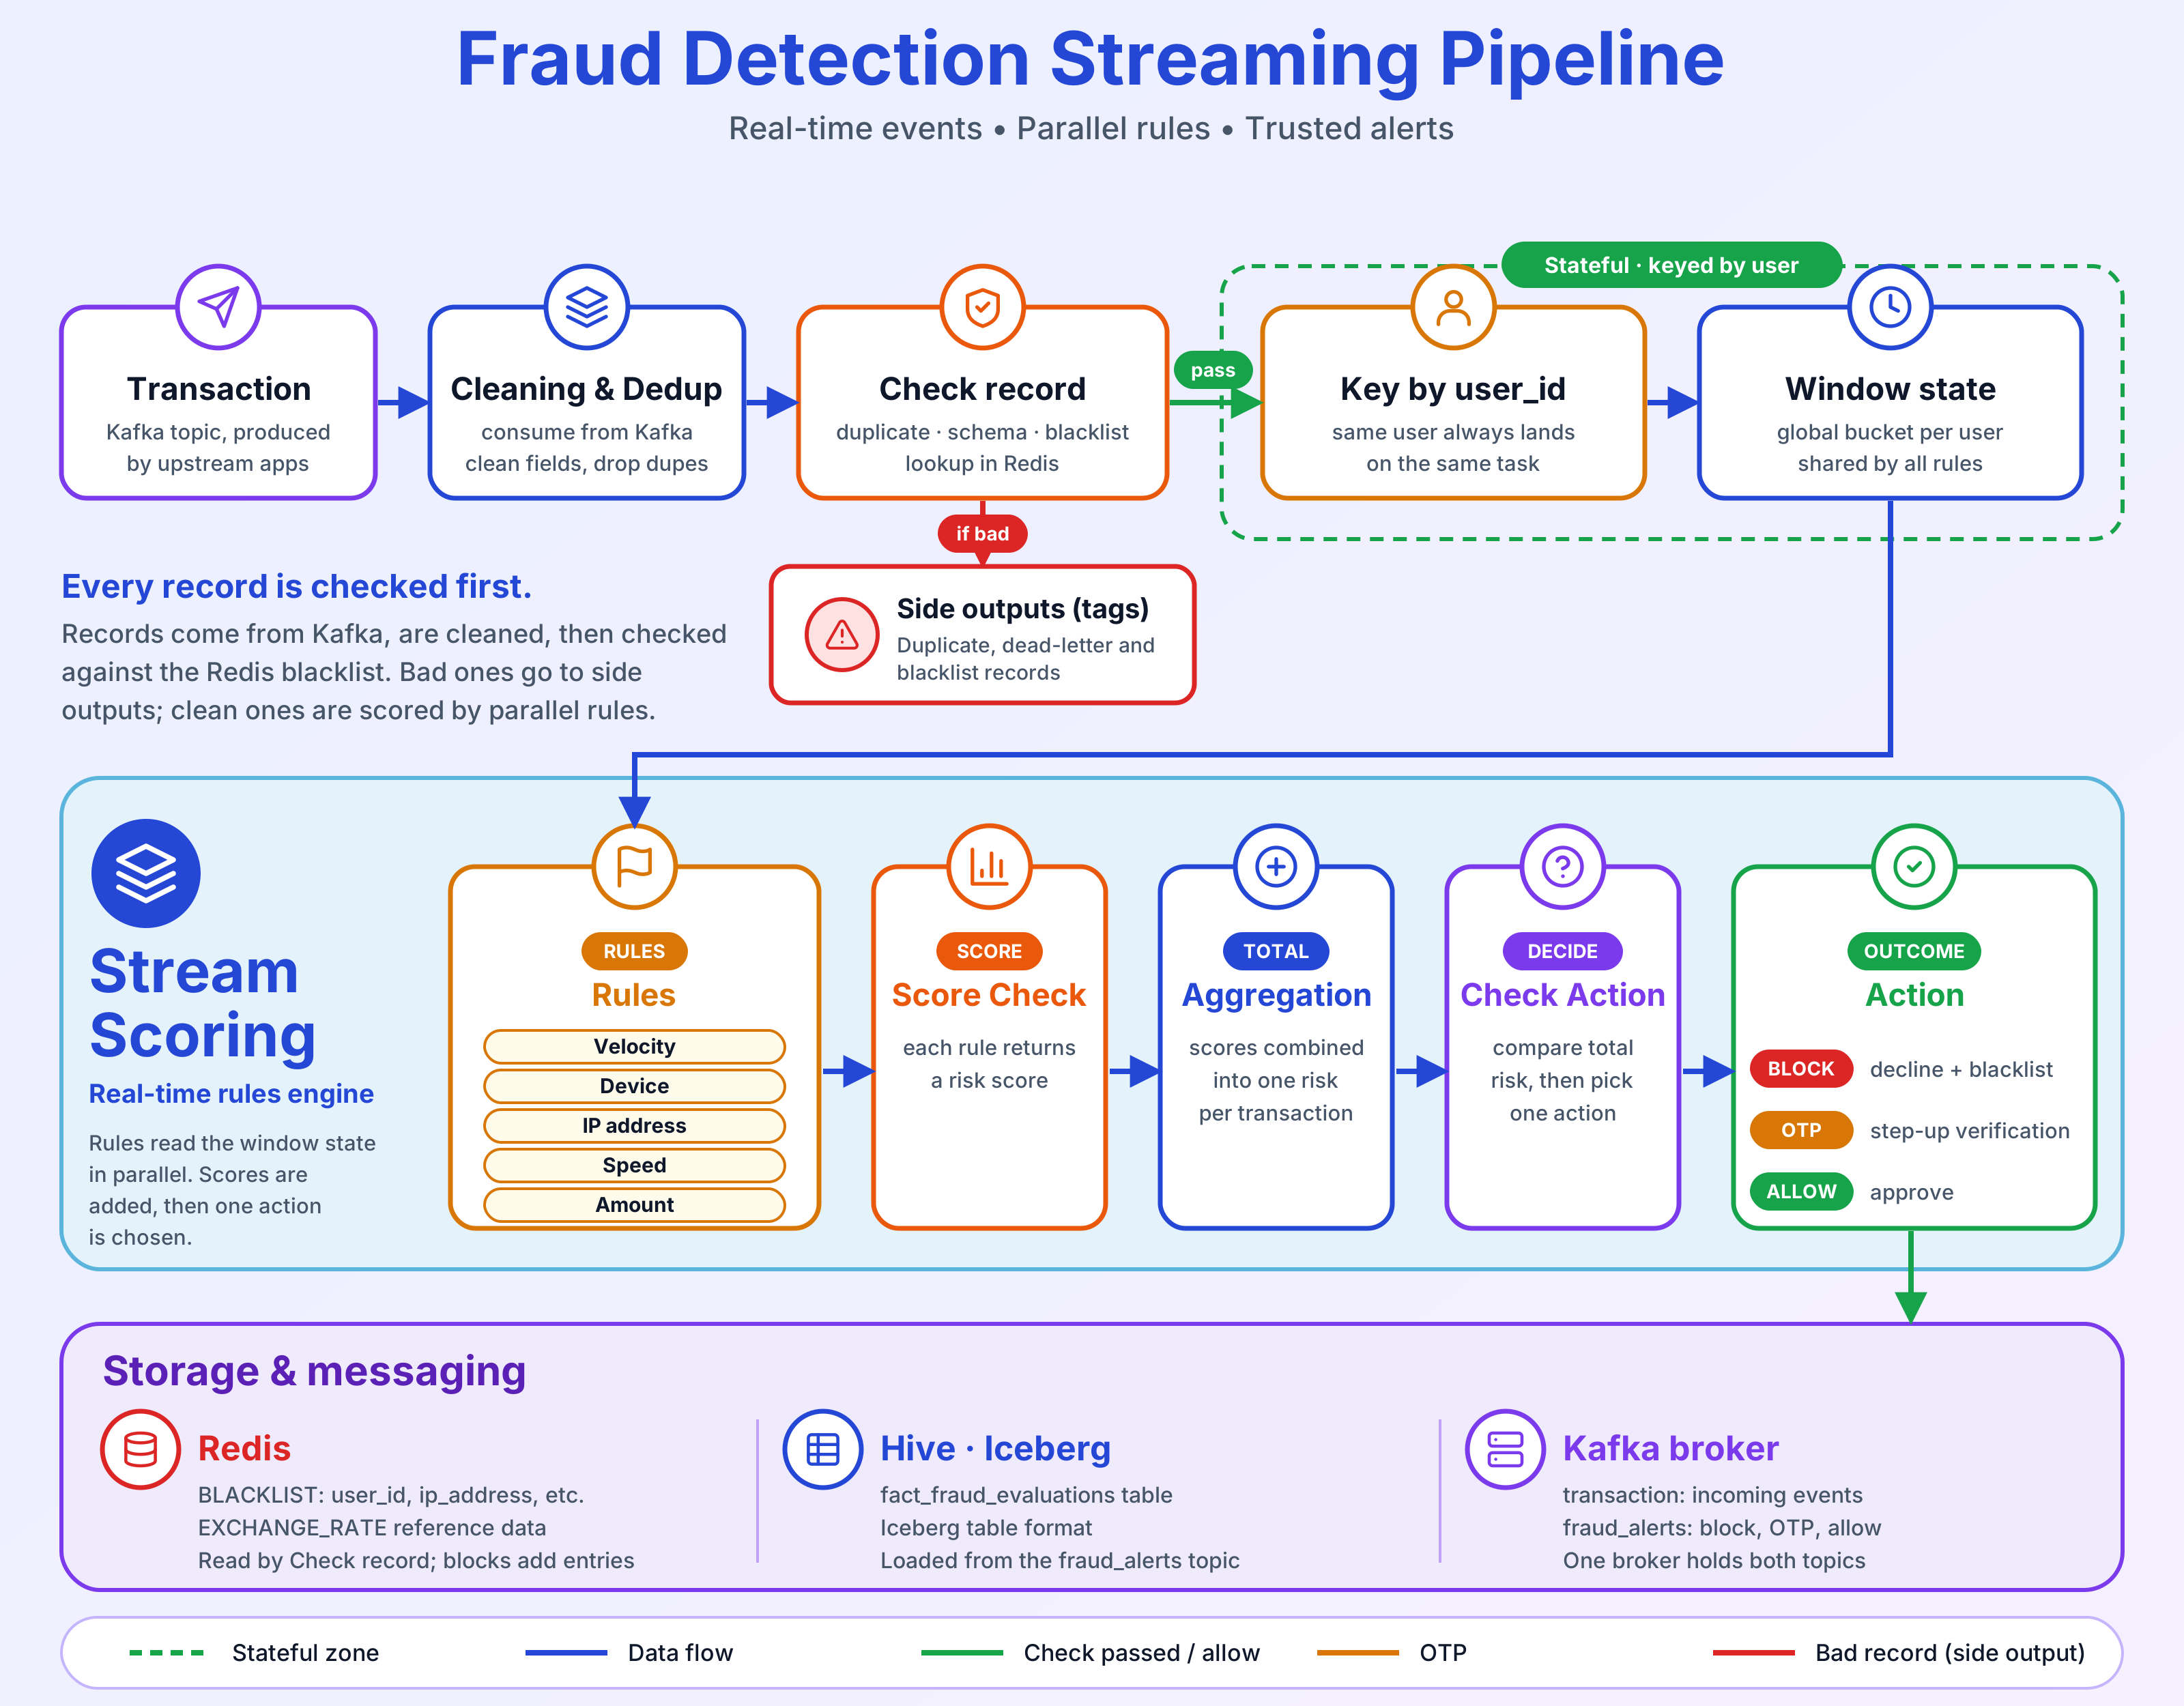 Fraud Detection Streaming Pipeline
Real-time events • Parallel rules • Trusted alerts
Stateful · keyed by user
Transaction
Kafka topic, produced
by upstream apps
Cleaning & Dedup
consume from Kafka
clean fields, drop dupes
Check record
duplicate · schema · blacklist
lookup in Redis
pass
Key by user_id
same user always lands
on the same task
Window state
global bucket per user
shared by all rules
if bad
Side outputs (tags)
Duplicate, dead-letter and
blacklist records
Every record is checked first.
Records come from Kafka, are cleaned, then checked
against the Redis blacklist. Bad ones go to side
outputs; clean ones are scored by parallel rules.
Stream
Scoring
Real-time rules engine
Rules read the window state
in parallel. Scores are
added, then one action
is chosen.
RULES
Rules
Velocity
Device
IP address
Speed
Amount
SCORE
Score Check
each rule returns
a risk score
TOTAL
Aggregation
scores combined
into one risk
per transaction
DECIDE
Check Action
compare total
risk, then pick
one action
OUTCOME
Action
BLOCK decline + blacklist
OTP step-up verification
ALLOW approve
Storage & messaging
Redis
BLACKLIST: user_id, ip_address, etc.
EXCHANGE_RATE reference data
Read by Check record; blocks add entries
Hive · Iceberg
fact_fraud_evaluations table
Iceberg table format
Loaded from the fraud_alerts topic
Kafka broker
transaction: incoming events
fraud_alerts: block, OTP, allow
One broker holds both topics
Stateful zone
Data flow
Check passed / allow
OTP
Bad record (side output)